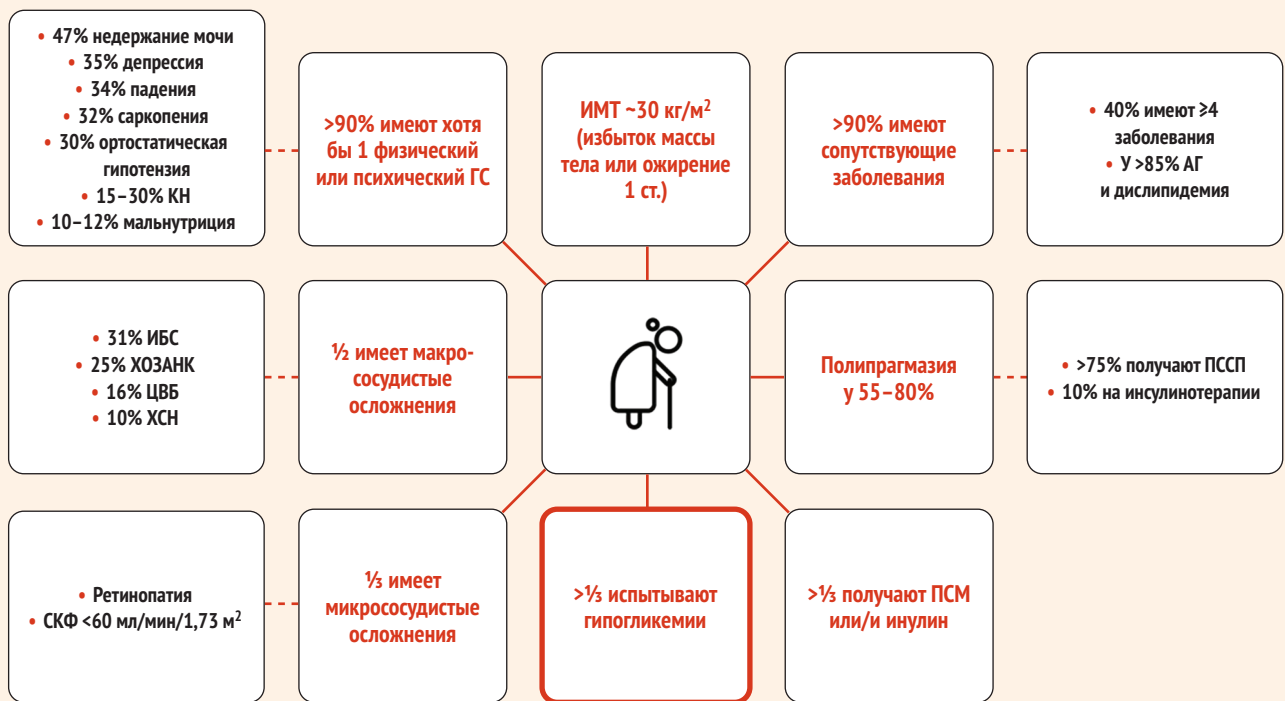 • 47% недержание мочи
• 35% депрессия
• 34% падения
• 32% саркопения
• 30% ортостатическая
гипотензия
• 15–30% КН
• 10–12% мальнутриция
>90% имеют хотя
бы 1 физический
или психический ГС
ИМТ ~30 кг/м²
(избыток массы
тела или ожирение
1 ст.)
>90% имеют
сопутствующие
заболевания
• 40% имеют ≥4
заболевания
• У >85% АГ
и дислипидемия
• 31% ИБС
• 25% ХОЗАНК
• 16% ЦВБ
• 10% ХСН
½ имеет макро-
сосудистые
осложнения
Полипрагмазия
у 55–80%
• >75% получают ПССП
• 10% на инсулинотерапии
• Ретинопатия
• СКФ <60 мл/мин/1,73 м²
⅓ имеет
микрососудистые
осложнения
>⅓ испытывают
гипогликемии
>⅓ получают ПСМ
или/и инулин